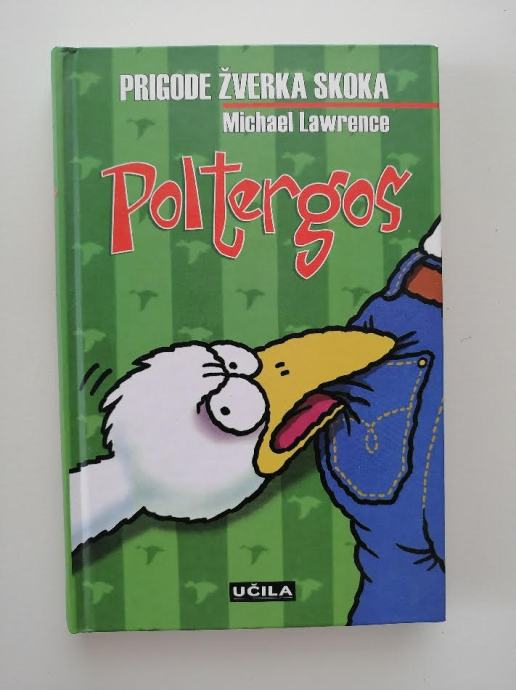 PRIGODE ŽVERKA SKOKA
Michael Lawrence
Poltergos
UČILA